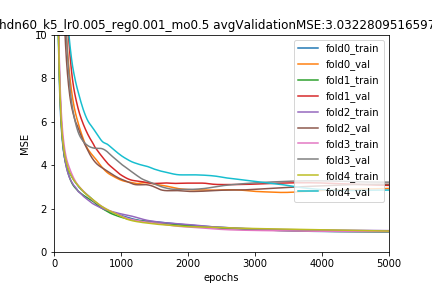 hdn60_k5_lr0.005_reg0.001_mo0.5 avgValidationMSE:3.0322809516597
10
8
6
4
2
0
MSE
0 1000 2000 3000 4000 5000
epochs
fold0_train
fold0_val
fold1_train
fold1_val
fold2_train
fold2_val
fold3_train
fold3_val
fold4_train
fold4_val